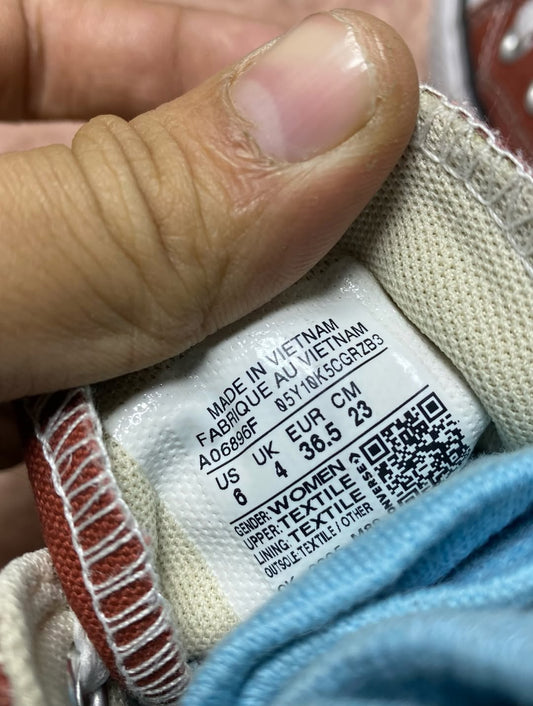 MADE IN VIETNAM
FABRIQUE AU VIETNAM
A06896F 05Y10K5CGRZB3
US UK EUR CM
6 4 36.5 23
GENDER: WOMEN
UPPER: TEXTILE
LINING: TEXTILE
OUTSOLE: TEXTILE / OTHER